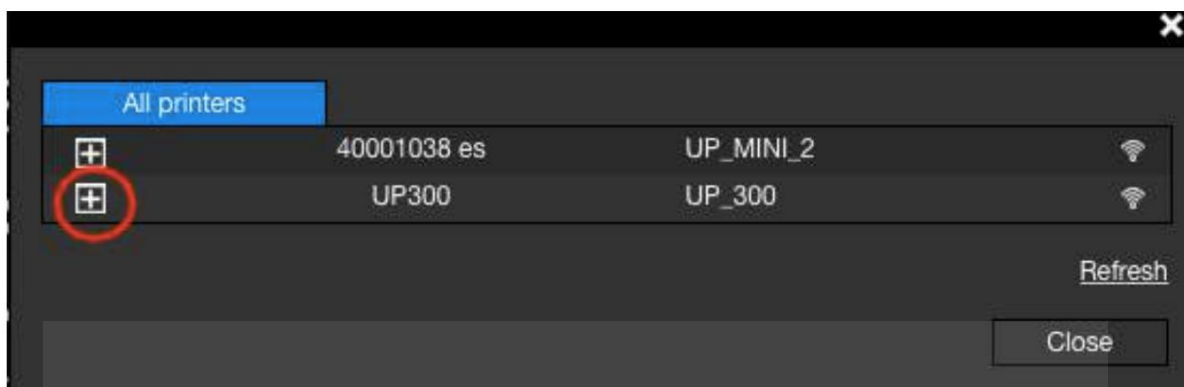 All printers
40001038 es UP_MINI_2
UP300 UP_300
Refresh
Close